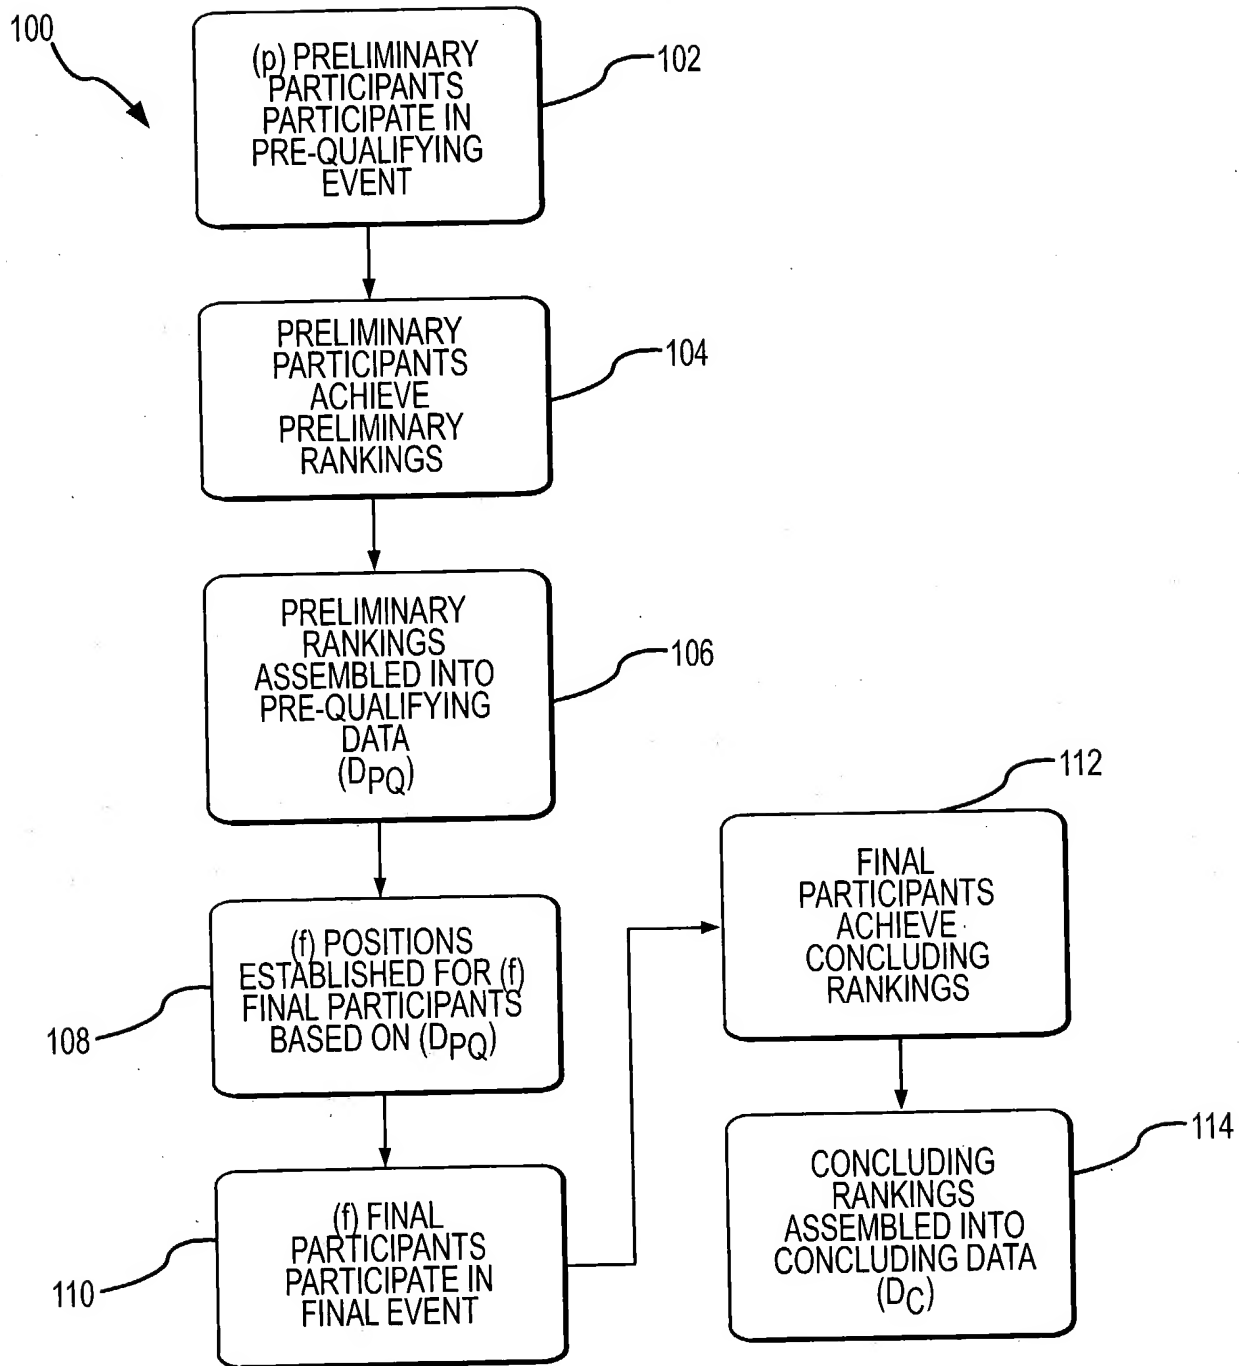 100
(p) PRELIMINARY
PARTICIPANTS
PARTICIPATE IN
PRE-QUALIFYING
EVENT
102
PRELIMINARY
PARTICIPANTS
ACHIEVE
PRELIMINARY
RANKINGS
104
PRELIMINARY
RANKINGS
ASSEMBLED INTO
PRE-QUALIFYING
DATA
(DPQ)
106
(f) POSITIONS
ESTABLISHED FOR (f)
FINAL PARTICIPANTS
BASED ON (DPQ)
108
(f) FINAL
PARTICIPANTS
PARTICIPATE IN
FINAL EVENT
110
112
FINAL
PARTICIPANTS
ACHIEVE
CONCLUDING
RANKINGS
CONCLUDING
RANKINGS
ASSEMBLED INTO
CONCLUDING DATA
(DC)
114